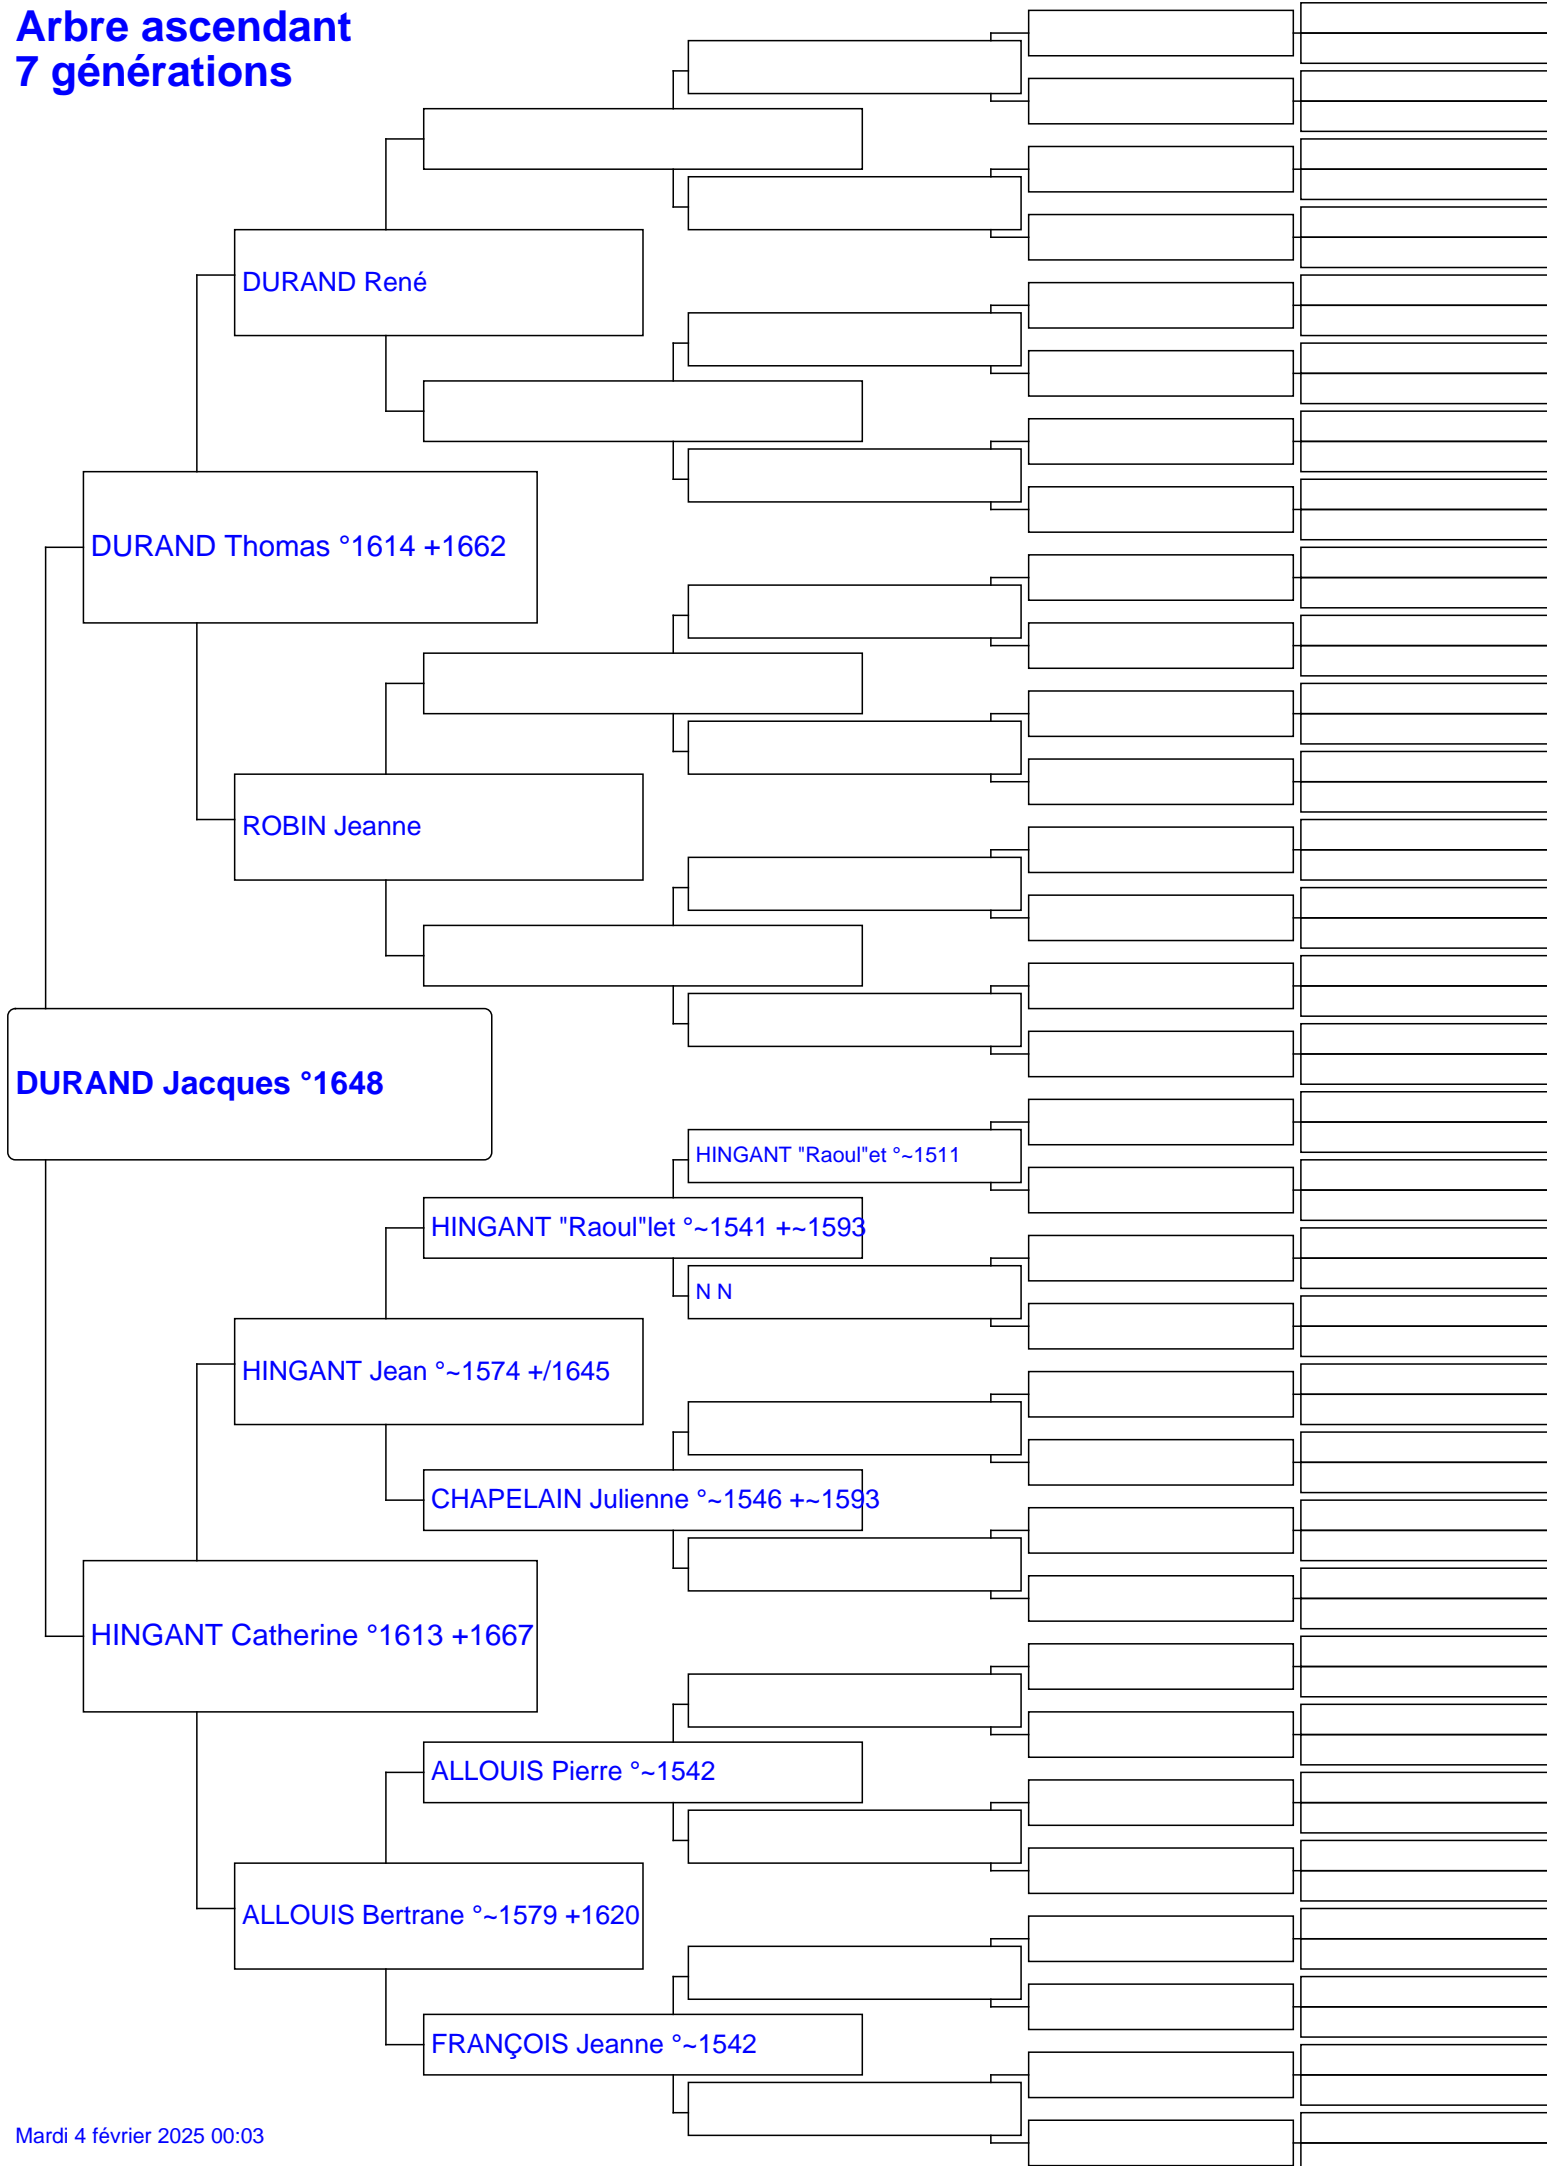 Arbre ascendant
7 générations
DURAND René
DURAND Thomas °1614 +1662
ROBIN Jeanne
DURAND Jacques °1648
HINGANT "Raoul"et °~1511
HINGANT "Raoul"let °~1541 +~1593
N N
HINGANT Jean °~1574 +/1645
CHAPELAIN Julienne °~1546 +~1593
HINGANT Catherine °1613 +1667
ALLOUIS Pierre °~1542
ALLOUIS Bertrane °~1579 +1620
FRANÇOIS Jeanne °~1542
Mardi 4 février 2025 00:03